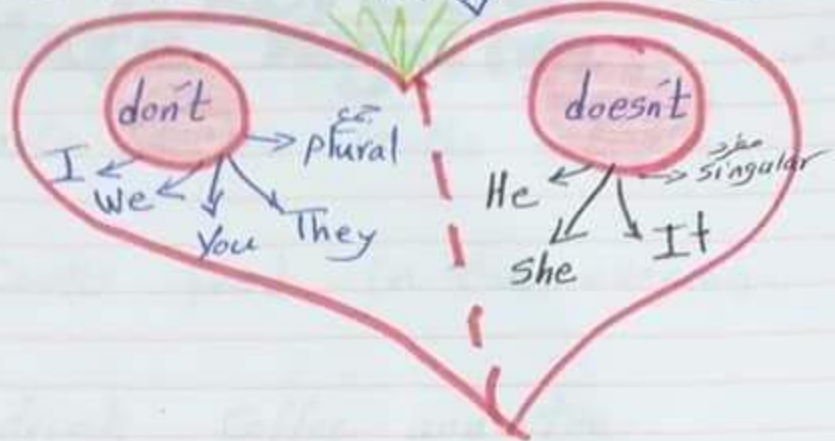 don't
doesn't
جمع
plural
I
We
You
They
مفرد
singular
He
She
It